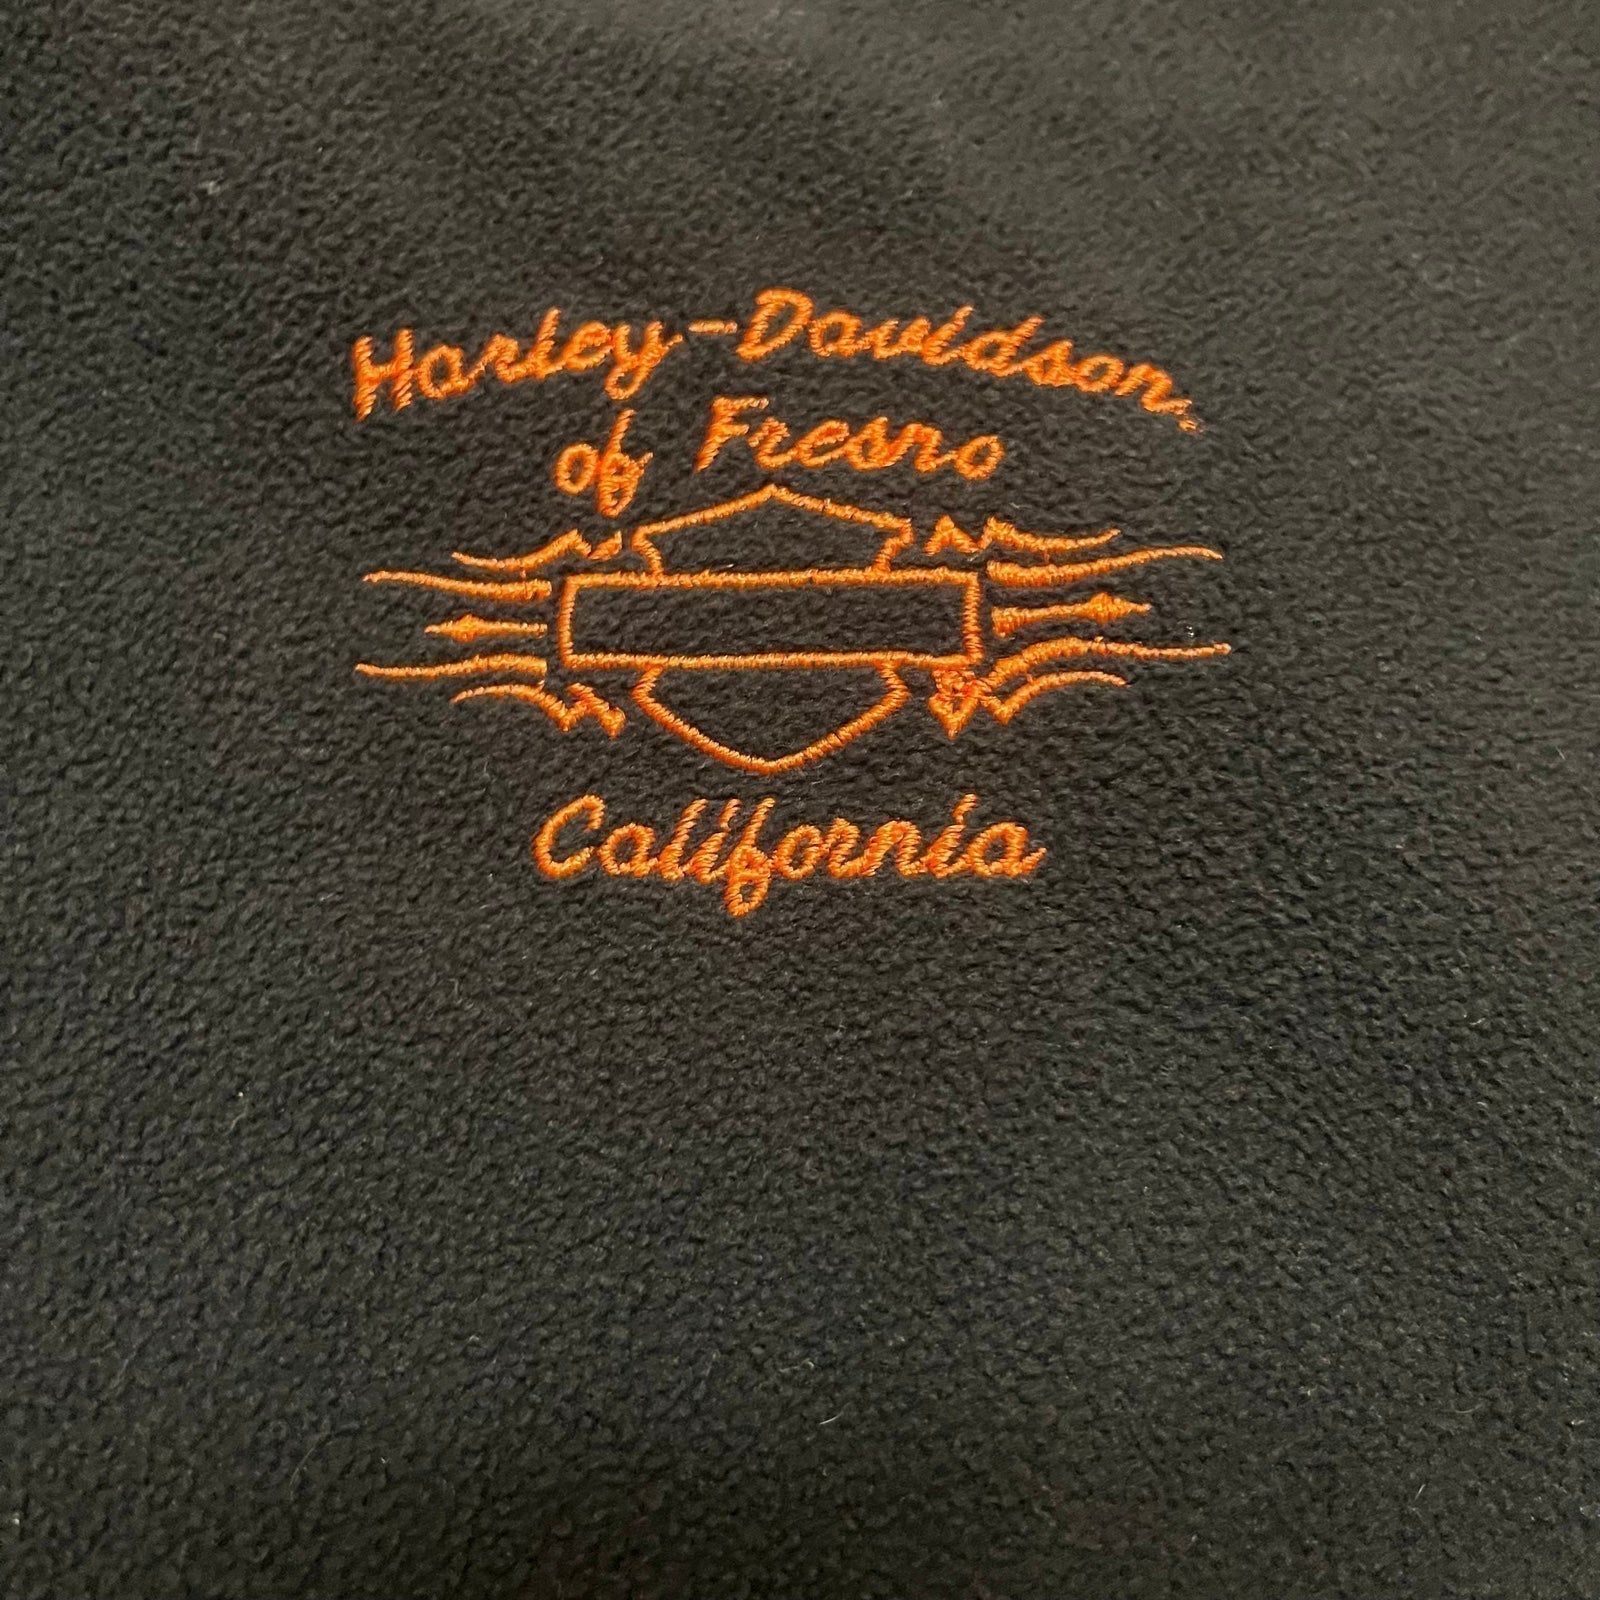 Harley-Davidson
of Fresno
California